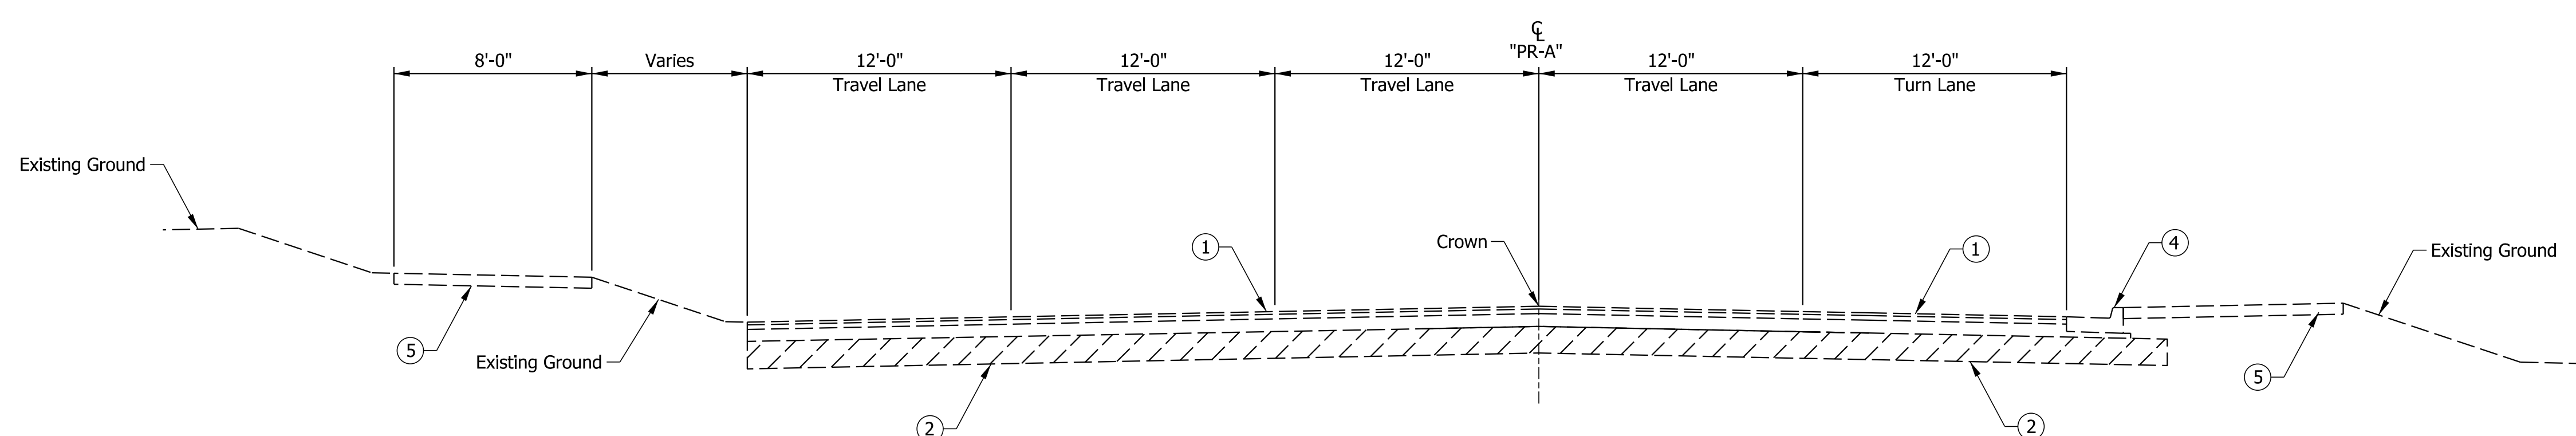 ℄
"PR-A"
8'-0"
Varies
12'-0"
12'-0"
12'-0"
12'-0"
12'-0"
Travel Lane
Travel Lane
Travel Lane
Travel Lane
Turn Lane
Existing Ground
1
Crown
1
4
Existing Ground
5
Existing Ground
5
2
2